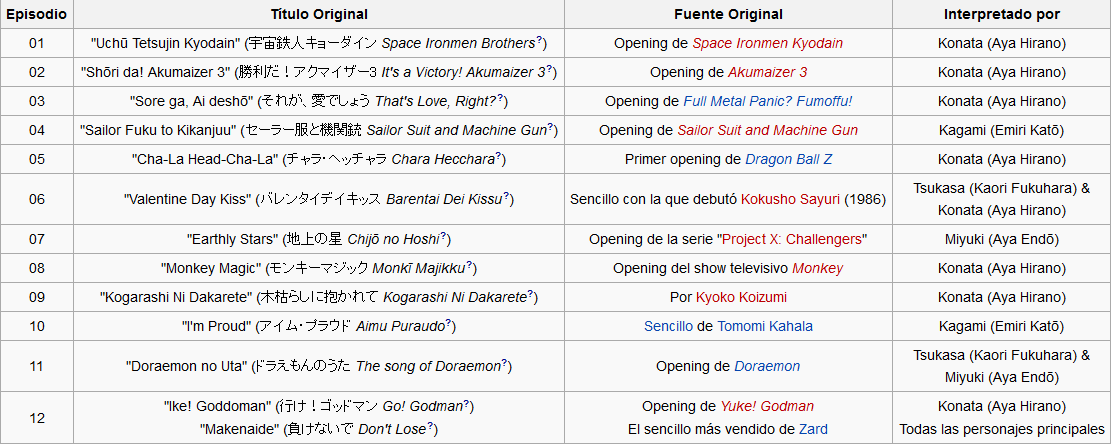 Episodio Título Original Fuente Original Interpretado por
01 "Uchū Tetsujin Kyodain" (宇宙鉄人キョーダイン Space Ironmen Brothers?) Opening de Space Ironmen Kyodain Konata (Aya Hirano)
02 "Shōri da! Akumaizer 3" (勝利だ！アクマイザー3 It's a Victory! Akumaizer 3?) Opening de Akumaizer 3 Konata (Aya Hirano)
03 "Sore ga, Ai deshō" (それが、愛でしょう That's Love, Right??) Opening de Full Metal Panic? Fumoffu! Konata (Aya Hirano)
04 "Sailor Fuku to Kikanjuu" (セーラー服と機関銃 Sailor Suit and Machine Gun?) Opening de Sailor Suit and Machine Gun Kagami (Emiri Katō)
05 "Cha-La Head-Cha-La" (チャラ・ヘッチャラ Chara Hecchara?) Primer opening de Dragon Ball Z Konata (Aya Hirano)
06 "Valentine Day Kiss" (バレンタイデイキッス Barentai Dei Kissu?) Sencillo con la que debutó Kokusho Sayuri (1986) Tsukasa (Kaori Fukuhara) &
Konata (Aya Hirano)
07 "Earthly Stars" (地上の星 Chijō no Hoshi?) Opening de la serie "Project X: Challengers" Miyuki (Aya Endō)
08 "Monkey Magic" (モンキーマジック Monkī Majikku?) Opening del show televisivo Monkey Konata (Aya Hirano)
09 "Kogarashi Ni Dakarete" (木枯らしに抱かれて Kogarashi Ni Dakarete?) Por Kyoko Koizumi Konata (Aya Hirano)
10 "I'm Proud" (アイム・プラウド Aimu Puraudo?) Sencillo de Tomomi Kahala Kagami (Emiri Katō)
11 "Doraemon no Uta" (ドラえもんのうた The song of Doraemon?) Opening de Doraemon Tsukasa (Kaori Fukuhara) &
Miyuki (Aya Endō)
12 "Ike! Goddoman" (行け！ゴッドマン Go! Godman?) Opening de Yuke! Godman Konata (Aya Hirano)
"Makenaide" (負けないで Don't Lose?) El sencillo más vendido de Zard Todas las personajes principales